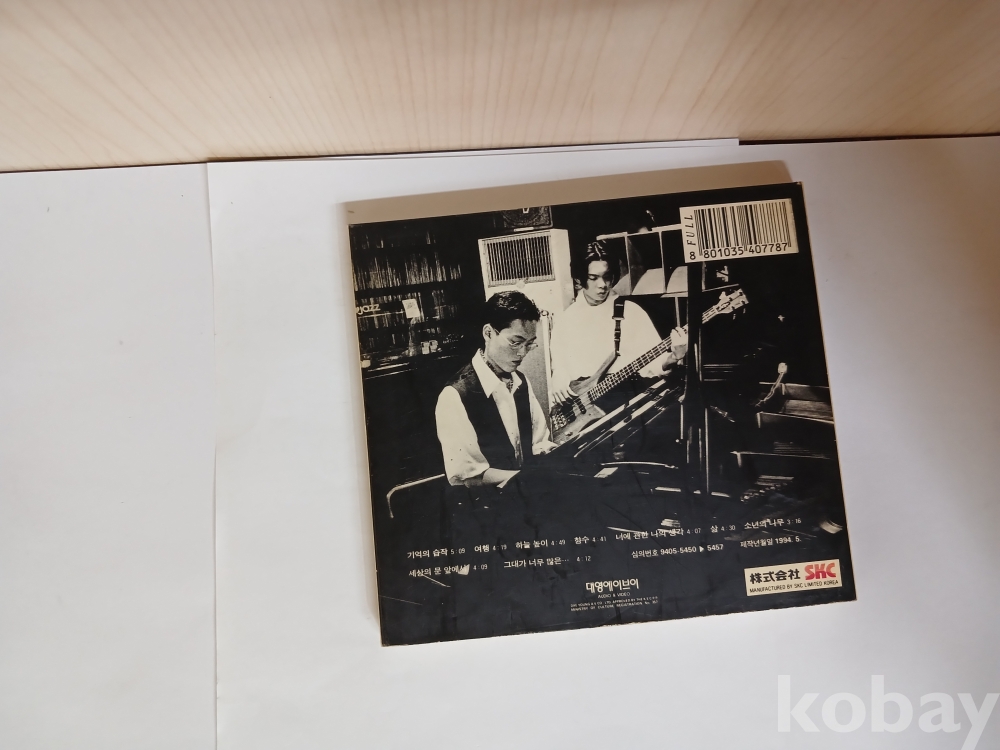 FULL
8 801035 407787
jazz
기억의 습작 5 : 09 여행 4 : 19 하늘 높이 4 : 49 향수 4 : 41 너에 관한 나의 생각 4 : 07 삶 4 : 30 소년의 나무 3 : 16
세상의 문 앞에서 4 : 09 그대가 너무 많은… 4 : 12 심의번호 9405-5450 ▶ 5457 제작년월일 1994. 5.
대영에이브이
AUDIO & VIDEO
MINISTRY OF CULTURE REGISTRATION No.
株式会社 SKC
MANUFACTURED BY SKC LIMITED KOREA
kobay